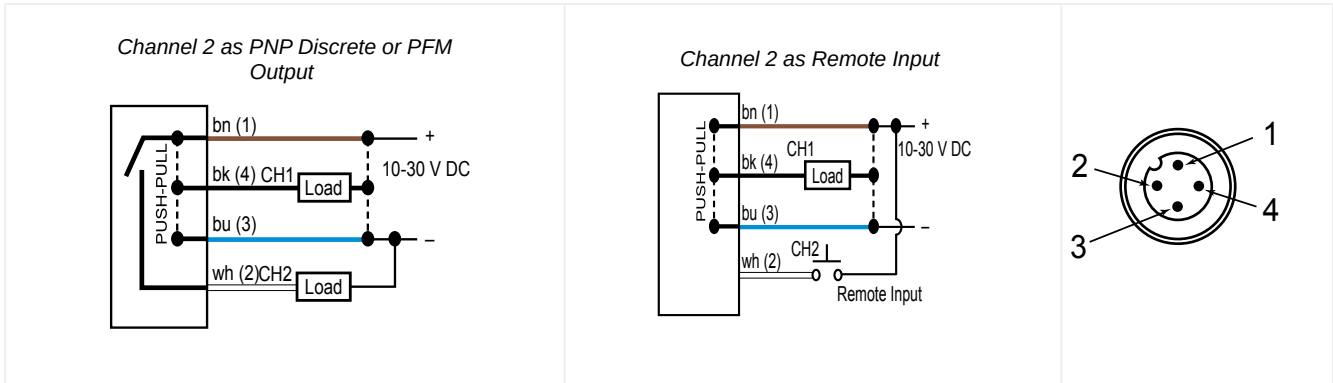 Channel 2 as PNP Discrete or PFM
Output
bn (1)
+
PUSH-PULL
10-30 V DC
bk (4) CH1
Load
bu (3)
–
wh (2)CH2
Load
Channel 2 as Remote Input
bn (1)
+
PUSH-PULL
CH1
10-30 V DC
bk (4)
Load
bu (3)
–
CH2
wh (2)
Remote Input
1
2
4
3